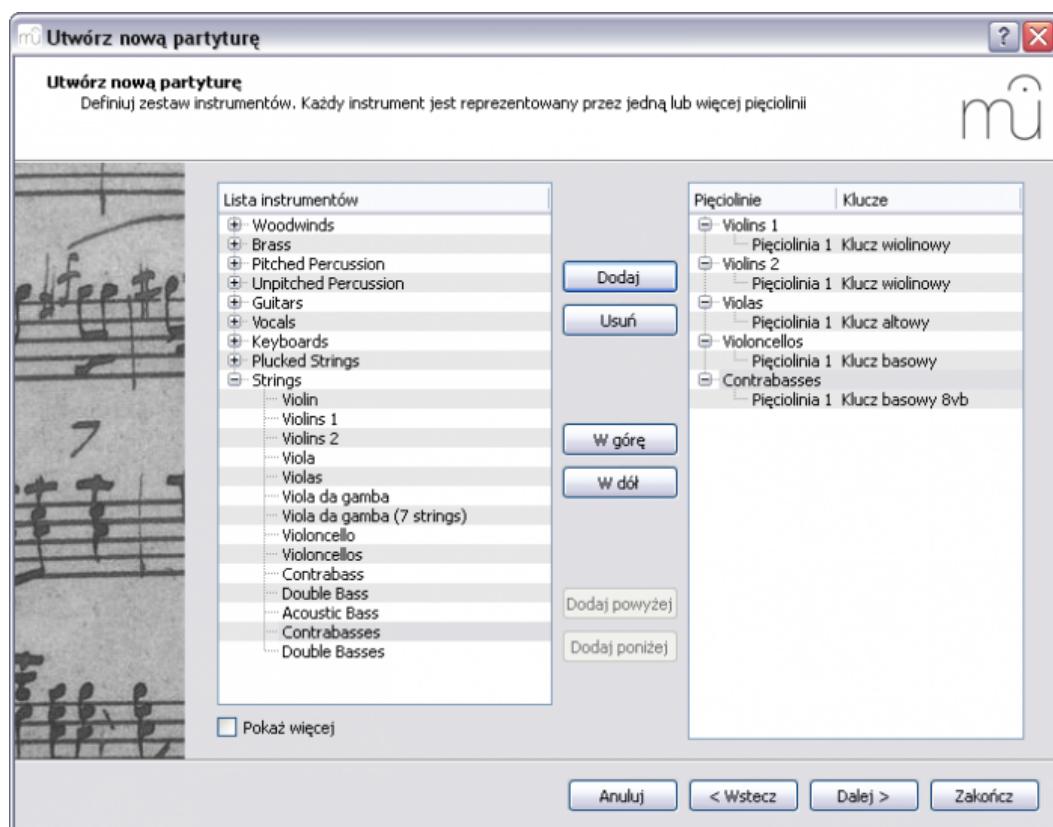 Utwórz nową partyturę
Utwórz nową partyturę
Definiuj zestaw instrumentów. Każdy instrument jest reprezentowany przez jedną lub więcej pięciolinii
mu
Lista instrumentów
Woodwinds
Brass
Pitched Percussion
Unpitched Percussion
Guitars
Vocals
Keyboards
Plucked Strings
Strings
Violin
Violins 1
Violins 2
Viola
Violas
Viola da gamba
Viola da gamba (7 strings)
Violoncello
Violoncellos
Contrabass
Double Bass
Acoustic Bass
Contrabasses
Double Basses
Pokaż więcej
Dodaj
Usuń
W górę
W dół
Dodaj powyżej
Dodaj poniżej
Pięciolinie Klucze
Violins 1
Pięciolinia 1 Klucz wiolinowy
Violins 2
Pięciolinia 1 Klucz wiolinowy
Violas
Pięciolinia 1 Klucz altowy
Violoncellos
Pięciolinia 1 Klucz basowy
Contrabasses
Pięciolinia 1 Klucz basowy 8vb
Anuluj < Wstecz Dalej > Zakończ
7